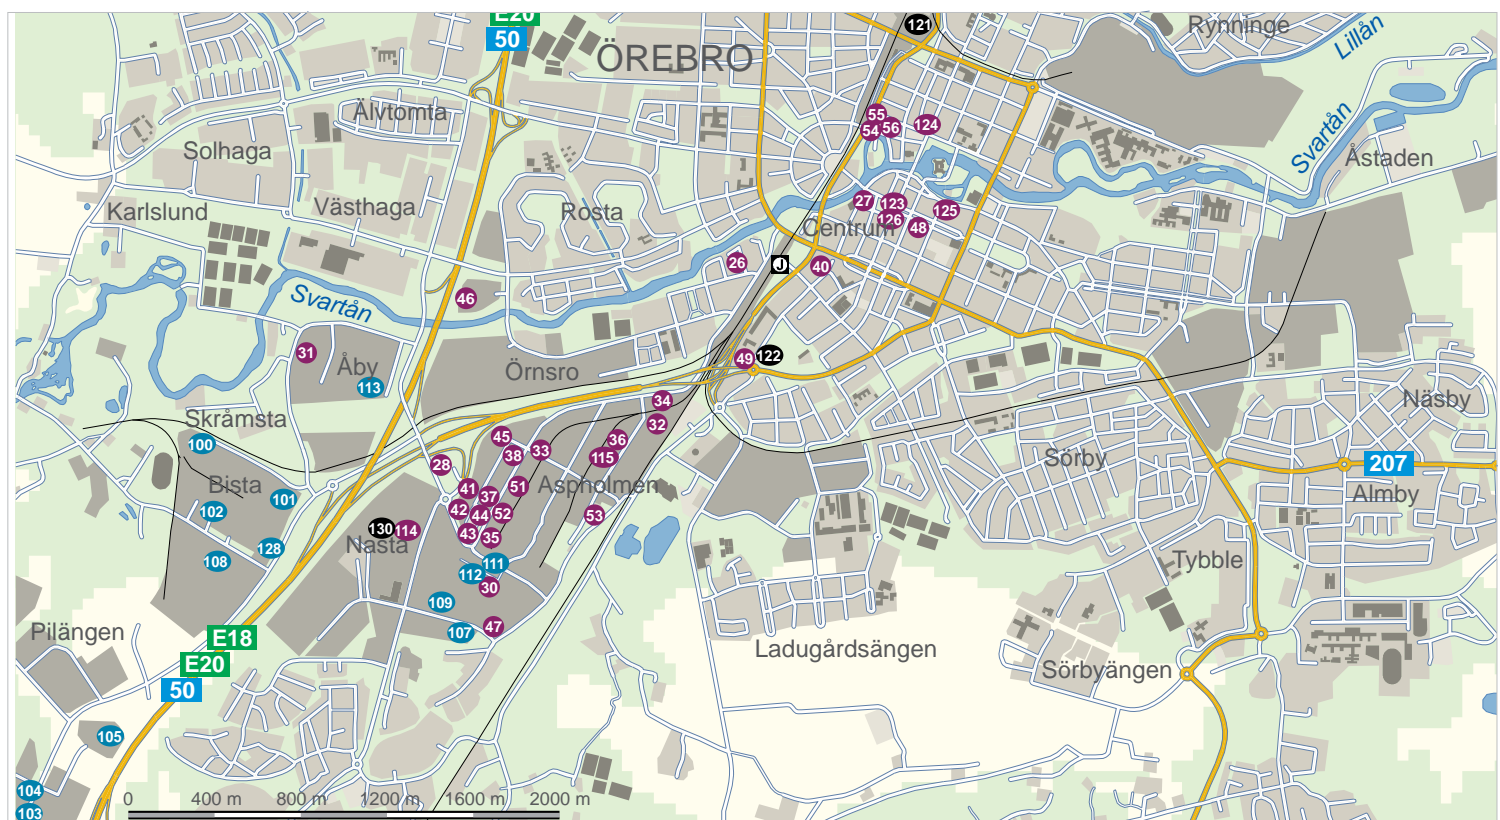 E20
50
121
Rynninge
Lillån
ÖREBRO
Älvtomta
55
54
56
124
Svartån
Solhaga
Åstaden
Karlslund
Västhaga
Rosta
27
123
125
126
48
Centrum
26
J
40
46
Svartån
31
Åby
113
Örnsro
49
122
34
Näsby
Skråmsta
32
100
45
36
28
38
33
115
Sörby
207
Bista
101
41
37
51
Aspholmen
Almby
102
42
44
52
53
130
114
43
35
Nasta
128
108
111
112
30
Tybble
109
Pilängen
E18
107
47
Ladugårdsängen
E20
Sörbyängen
50
105
104
103
0
400 m
800 m
1200 m
1600 m
2000 m